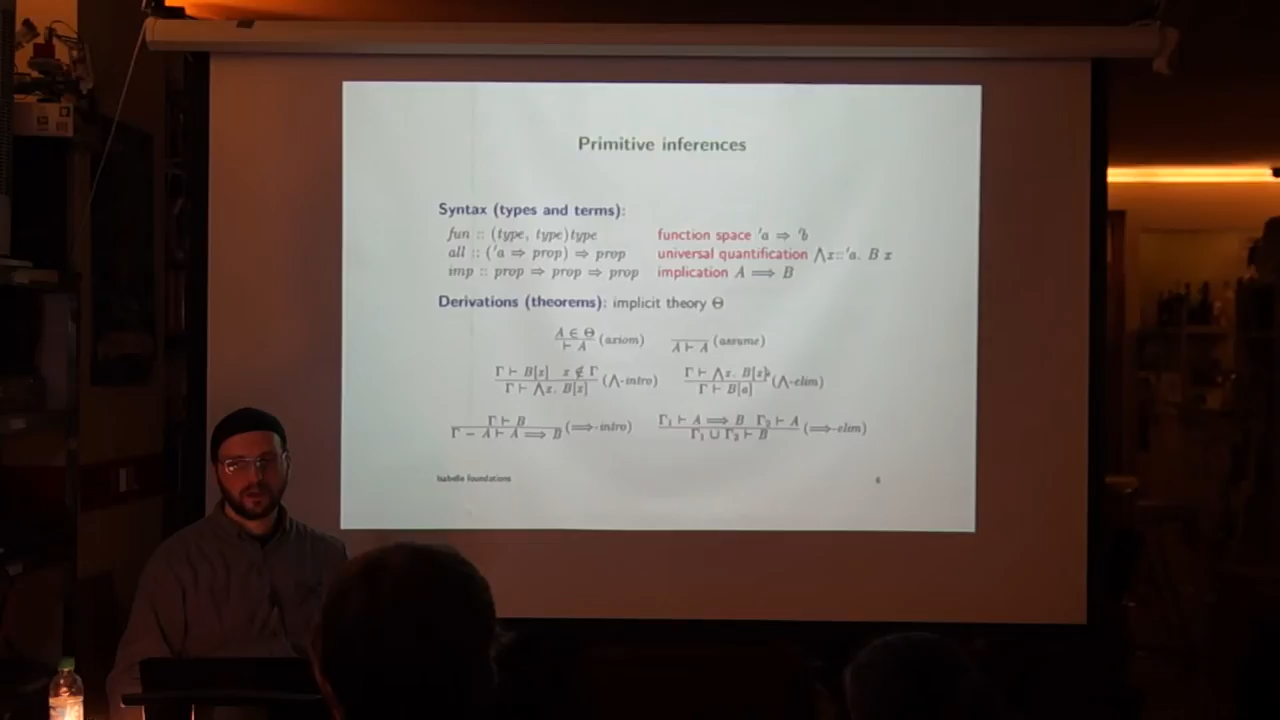 Primitive inferences
Syntax (types and terms):
fun :: (type, type)type function space 'a ⇒ 'b
all :: ('a ⇒ prop) ⇒ prop universal quantification ⋀x::'a. B x
imp :: prop ⇒ prop ⇒ prop implication A ⟹ B
Derivations (theorems): implicit theory Θ
A ∈ Θ
⊢ A (axiom) A ⊢ A (assume)
Γ ⊢ B[x] x ∉ Γ
Γ ⊢ ⋀x. B[x] (⋀-intro)
Γ ⊢ ⋀x. B[x]
Γ ⊢ B[a] (⋀-elim)
Γ ⊢ B
Γ − A ⊢ A ⟹ B (⟹-intro)
Γ₁ ⊢ A ⟹ B Γ₂ ⊢ A
Γ₁ ∪ Γ₂ ⊢ B (⟹-elim)
Isabelle foundations